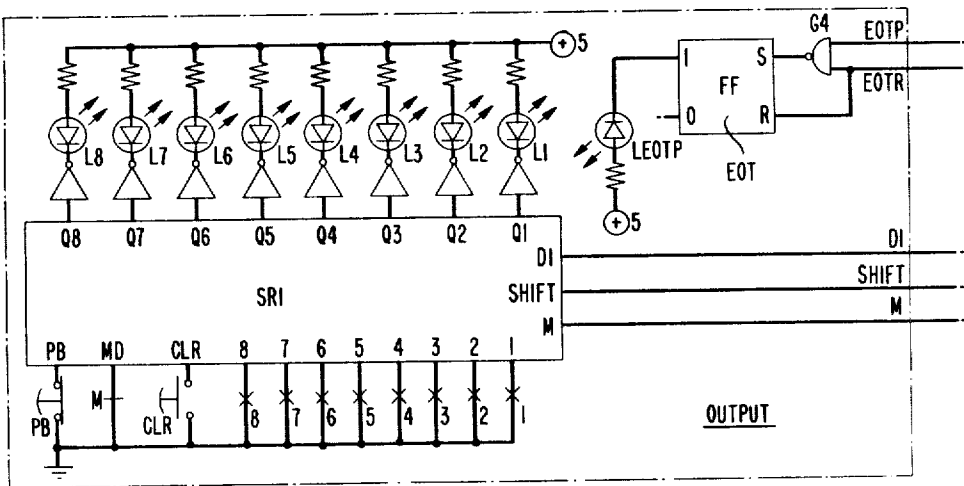 G4
5
EOTP
EOTR
I S
FF
O R
EOT
LEOTP
5
L8 L7 L6 L5 L4 L3 L2 L1
Q8 Q7 Q6 Q5 Q4 Q3 Q2 Q1
DI DI
SHIFT SHIFT
M M
SRI
PB MD CLR 8 7 6 5 4 3 2 1
PB M CLR 8 7 6 5 4 3 2 1
OUTPUT